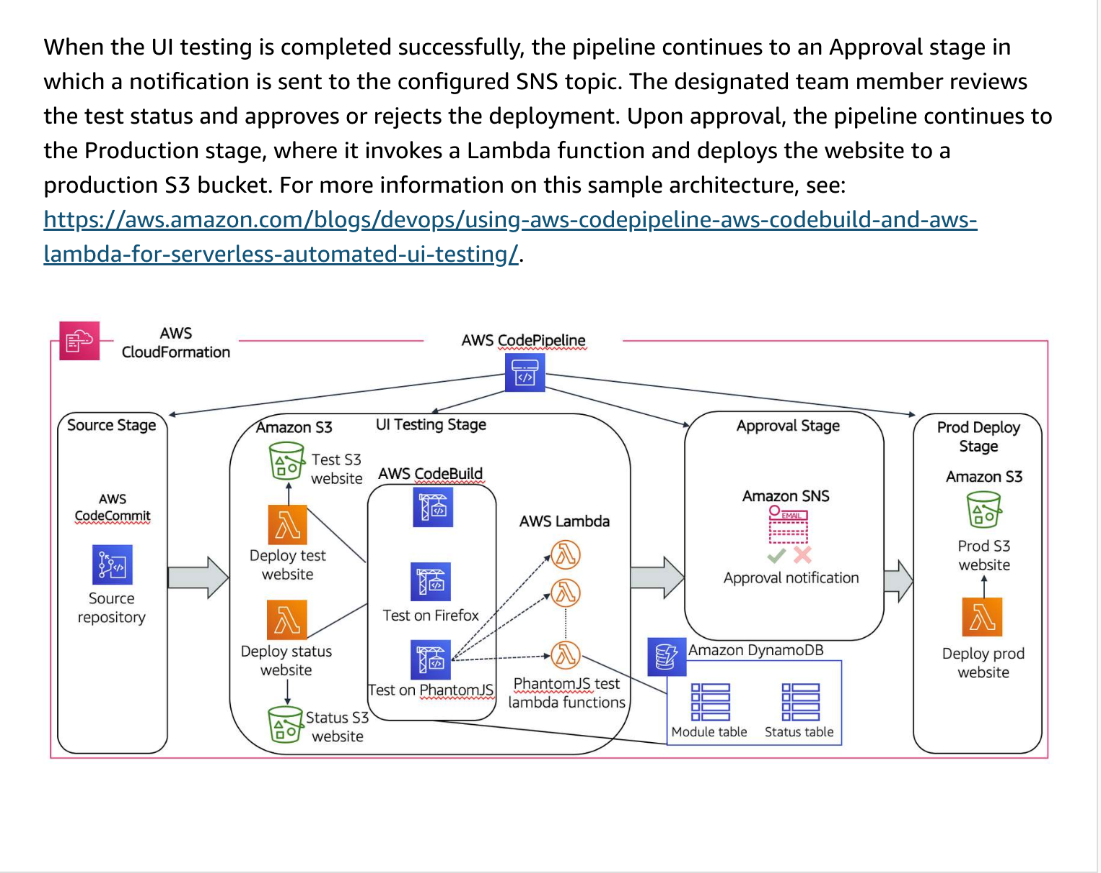 When the UI testing is completed successfully, the pipeline continues to an Approval stage in
which a notification is sent to the configured SNS topic. The designated team member reviews
the test status and approves or rejects the deployment. Upon approval, the pipeline continues to
the Production stage, where it invokes a Lambda function and deploys the website to a
production S3 bucket. For more information on this sample architecture, see:
https://aws.amazon.com/blogs/devops/using-aws-codepipeline-aws-codebuild-and-aws-
lambda-for-serverless-automated-ui-testing/.
AWS
CloudFormation
AWS CodePipeline
Source Stage
AWS
CodeCommit
Source
repository
Amazon S3
UI Testing Stage
Test S3
website
Deploy test
website
Deploy status
website
Status S3
website
AWS CodeBuild
Test on Firefox
Test on PhantomJS
AWS Lambda
PhantomJS test
lambda functions
Approval Stage
Amazon SNS
EMAIL
Approval notification
Amazon DynamoDB
Module table
Status table
Prod Deploy
Stage
Amazon S3
Prod S3
website
Deploy prod
website